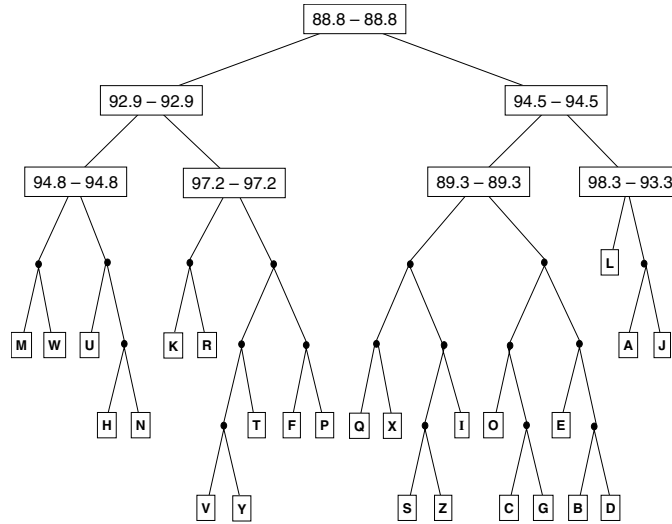 88.8 – 88.8
92.9 – 92.9 94.5 – 94.5
94.8 – 94.8 97.2 – 97.2 89.3 – 89.3 98.3 – 93.3
L
M W U K R A J
H N T F P Q X I O E
V Y S Z C G B D